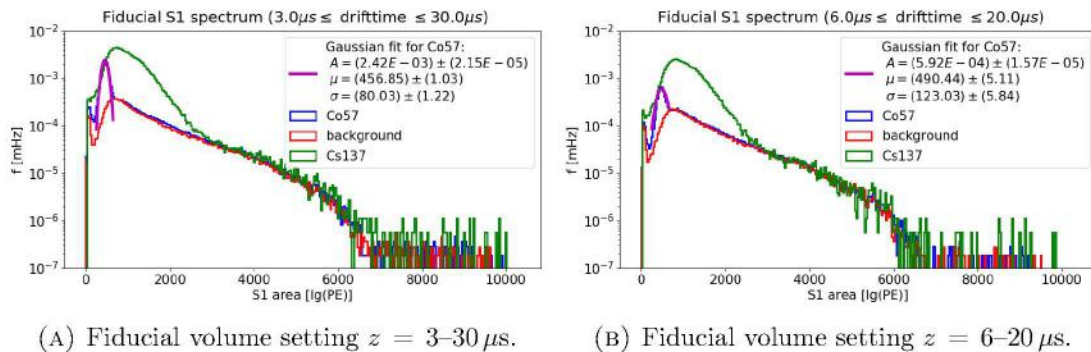 Fiducial S1 spectrum (3.0μs ≤ drifttime ≤ 30.0μs)
10⁻²
10⁻³
10⁻⁴
10⁻⁵
10⁻⁶
10⁻⁷
f [mHz]
Gaussian fit for Co57:
A = (2.42E − 03) ± (2.15E − 05)
μ = (456.85) ± (1.03)
σ = (80.03) ± (1.22)
Co57
background
Cs137
0 2000 4000 6000 8000 10000
S1 area [lg(PE)]
(A) Fiducial volume setting z = 3–30 μs.
Fiducial S1 spectrum (6.0μs ≤ drifttime ≤ 20.0μs)
10⁻²
10⁻³
10⁻⁴
10⁻⁵
10⁻⁶
10⁻⁷
f [mHz]
Gaussian fit for Co57:
A = (5.92E − 04) ± (1.57E − 05)
μ = (490.44) ± (5.11)
σ = (123.03) ± (5.84)
Co57
background
Cs137
0 2000 4000 6000 8000 10000
S1 area [lg(PE)]
(B) Fiducial volume setting z = 6–20 μs.